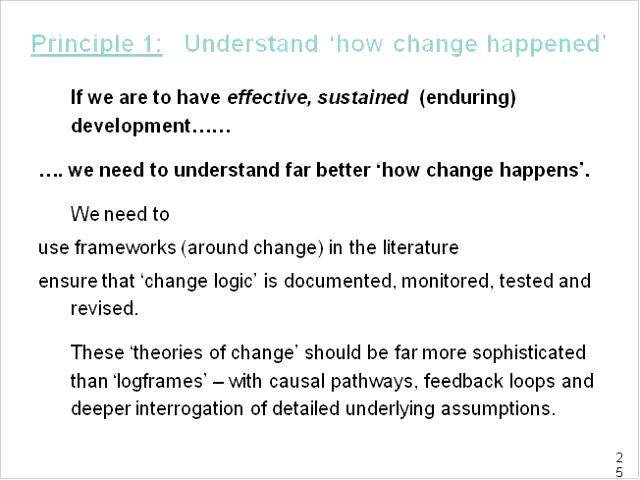 Principle 1: Understand ‘how change happened’
If we are to have effective, sustained (enduring)
development……
…. we need to understand far better ‘how change happens’.
We need to
use frameworks (around change) in the literature
ensure that ‘change logic’ is documented, monitored, tested and
revised.
These ‘theories of change’ should be far more sophisticated
than ‘logframes’ – with causal pathways, feedback loops and
deeper interrogation of detailed underlying assumptions.
2
5